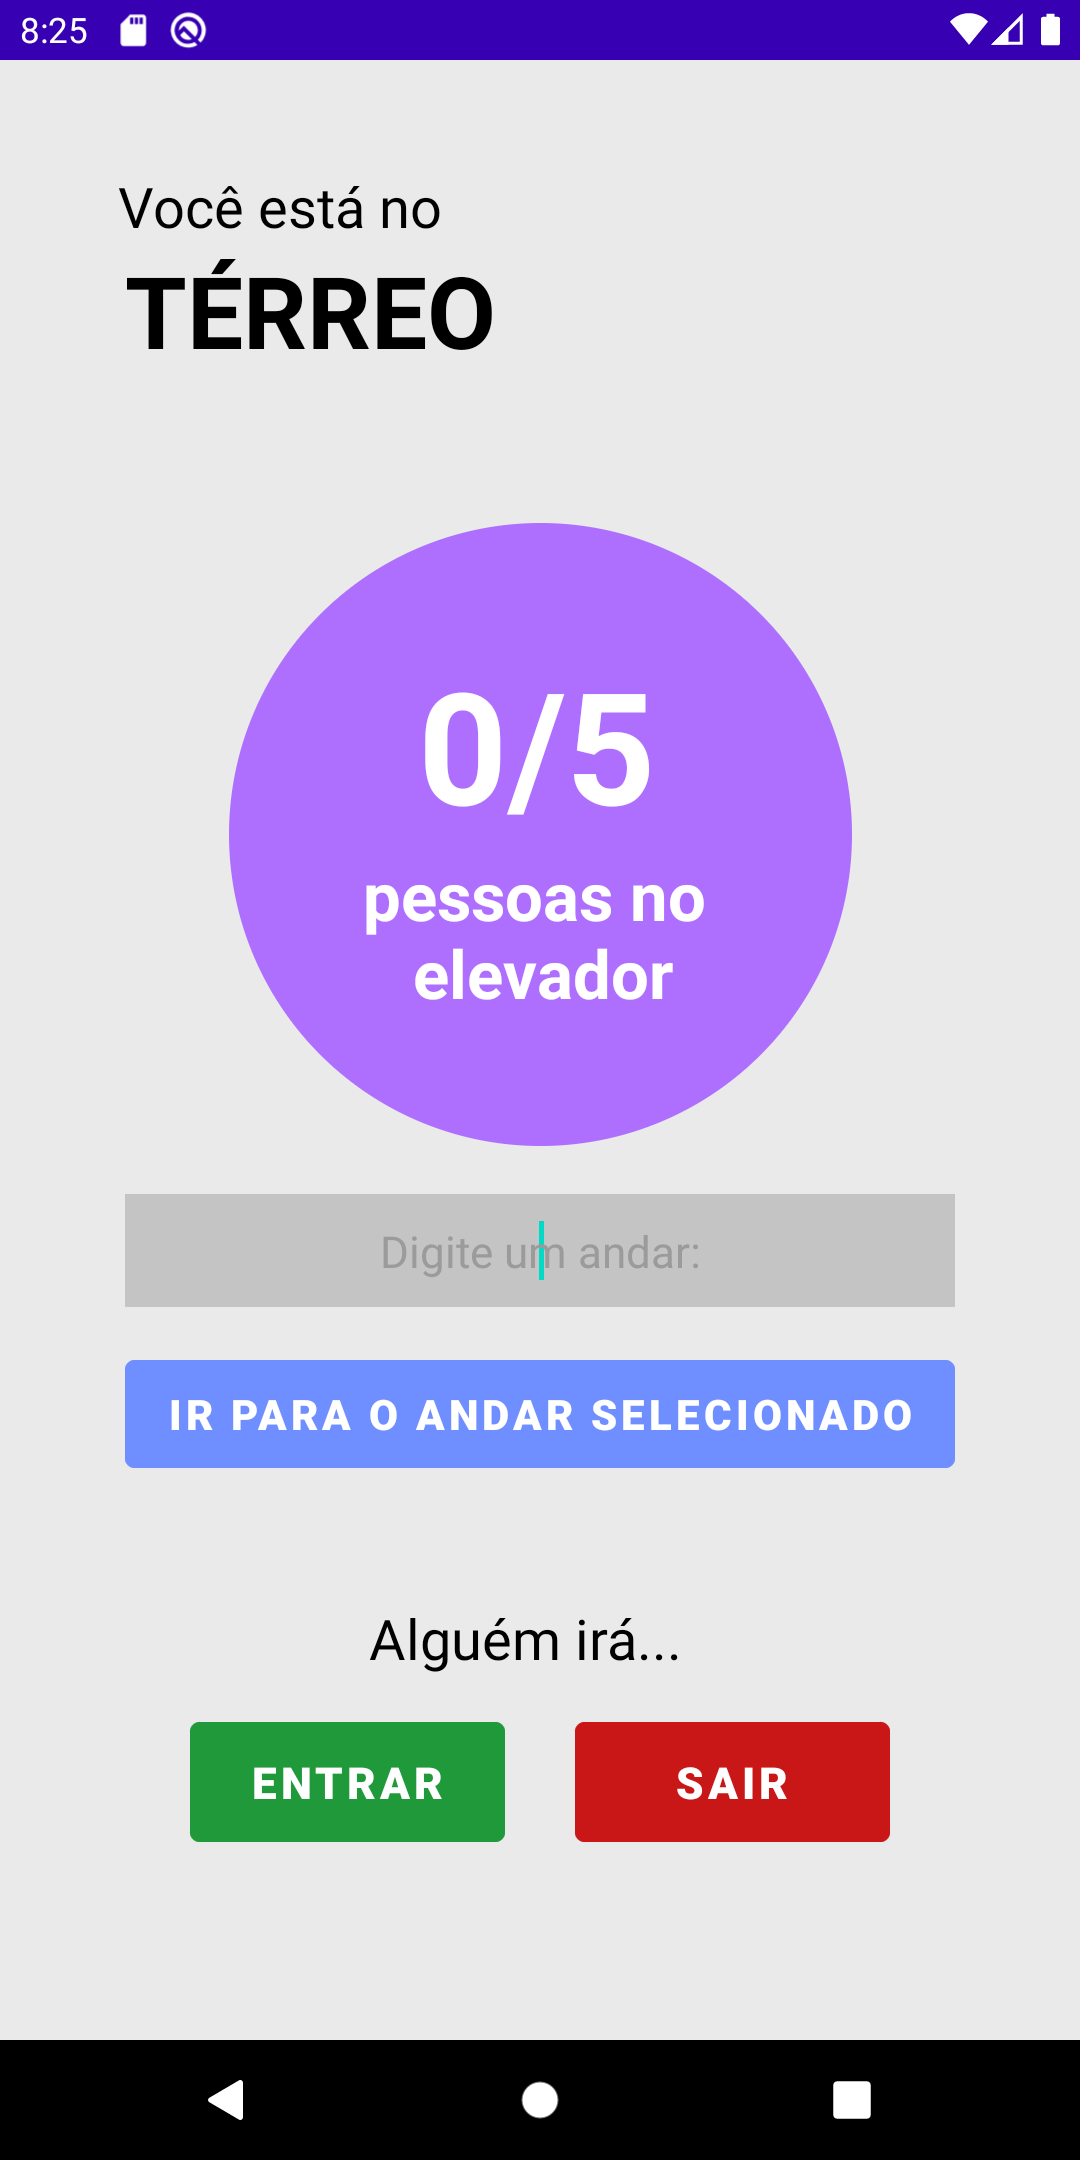 8:25
Você está no
TÉRREO
0/5
pessoas no
elevador
Digite um andar:
IR PARA O ANDAR SELECIONADO
Alguém irá...
ENTRAR
SAIR